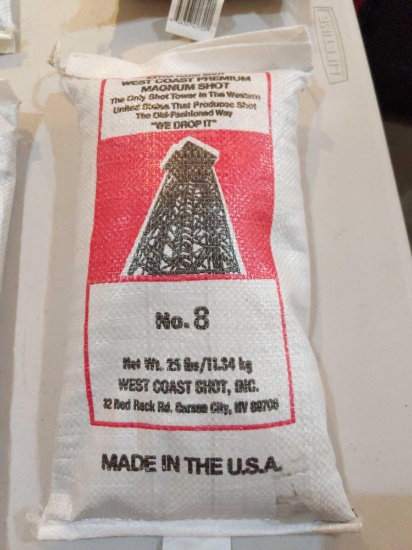 WEST COAST PREMIUM
MAGNUM SHOT
The Only Shot Tower In The Western
United States That Produces Shot
The Old-Fashioned Way
"WE DROP IT"
No. 8
Net Wt. 25 lbs/11.34 kg
WEST COAST SHOT, INC.
32 Red Rock Rd. Carson City, NV 89706
MADE IN THE U.S.A.
LIFETIME